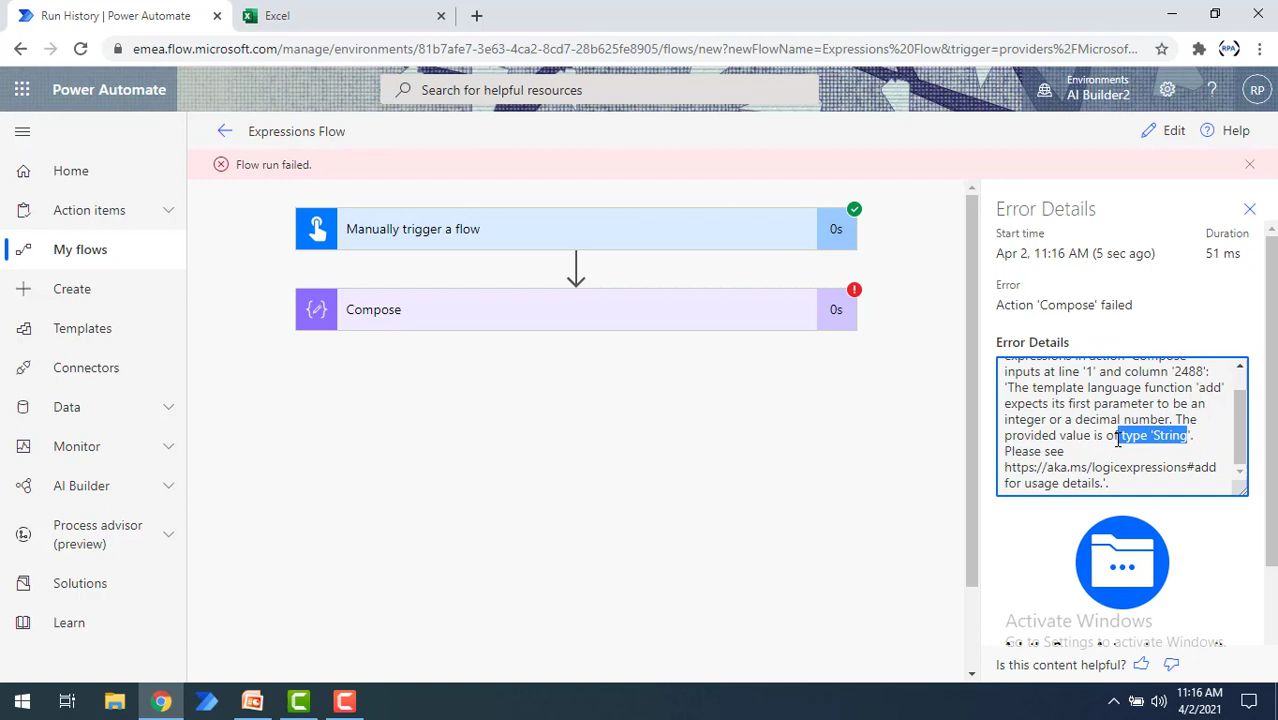 Run History | Power Automate
Excel
emea.flow.microsoft.com/manage/environments/81b7afe7-3e63-4ca2-8cd7-28b625fe8905/flows/new?newFlowName=Expressions%20Flow&trigger=providers%2FMicrosof...
Power Automate
Search for helpful resources
Environments
AI Builder2
RP
Expressions Flow
Edit
Help
Flow run failed.
Home
Action items
My flows
Create
Templates
Connectors
Data
Monitor
AI Builder
Process advisor
(preview)
Solutions
Learn
Manually trigger a flow
0s
Compose
0s
Error Details
Start time
Duration
Apr 2, 11:16 AM (5 sec ago)
51 ms
Error
Action 'Compose' failed
Error Details
inputs at line '1' and column '2488':
'The template language function 'add'
expects its first parameter to be an
integer or a decimal number. The
provided value is of type 'String'.
Please see
https://aka.ms/logicexpressions#add
for usage details.'.
Activate Windows
Go to Settings to activate Windows.
Is this content helpful?
11:16 AM
4/2/2021